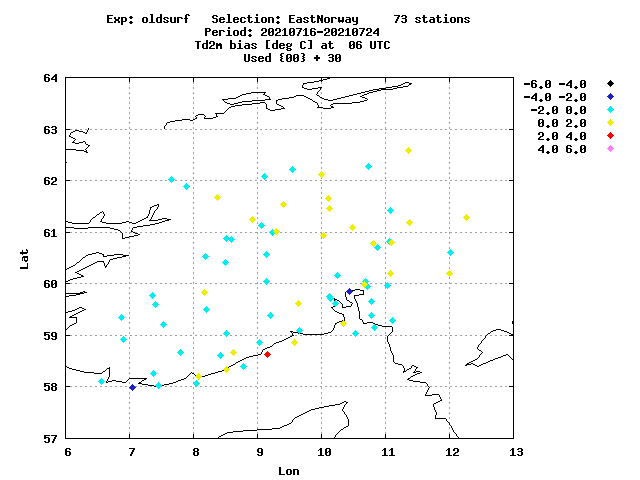 Exp: oldsurf   Selection: EastNorway     73 stations
Period: 20210716-20210724
Td2m bias [deg C] at  06 UTC
Used {00} + 30
-6.0 -4.0
-4.0 -2.0
-2.0 0.0
0.0 2.0
2.0 4.0
4.0 6.0
64
63
62
61
60
59
58
57
Lat
6 7 8 9 10 11 12 13
Lon